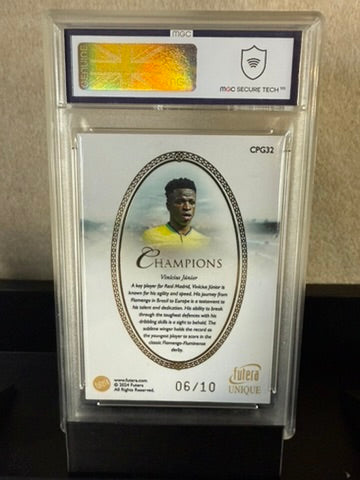 MGC
GENUINE
MGC SECURE TECH
CPG32
CHAMPIONS
Vinícius Júnior
A key player for Real Madrid, Vinícius Júnior is
known for his agility and speed. His journey from
Flamengo in Brazil to Europe is a testament to
his talent and dedication. His ability to break
through the toughest defences with his
dribbling skills is a sight to behold. The
sublime winger holds the record as
the youngest player to score in the
classic Flamengo-Fluminense
derby.
www.futera.com
© 2024 Futera
All Rights Reserved.
06/10
futera
UNIQUE